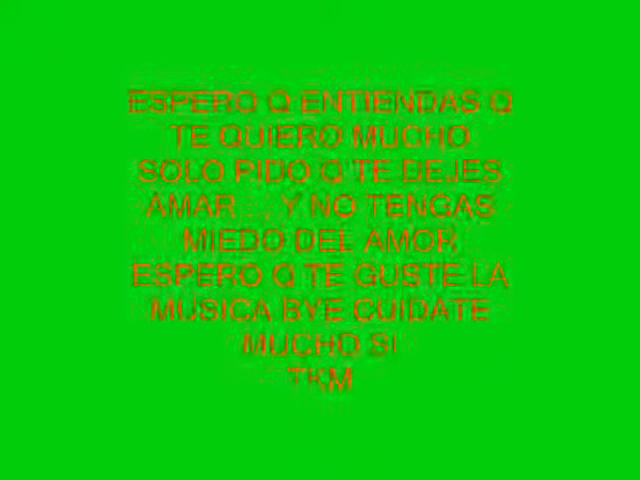 ESPERO Q ENTIENDAS Q
TE QUIERO MUCHO
SOLO PIDO Q TE DEJES
AMAR.... Y NO TENGAS
MIEDO DEL AMOR
ESPERO Q TE GUSTE LA
MUSICA BYE CUIDATE
MUCHO SI
TKM